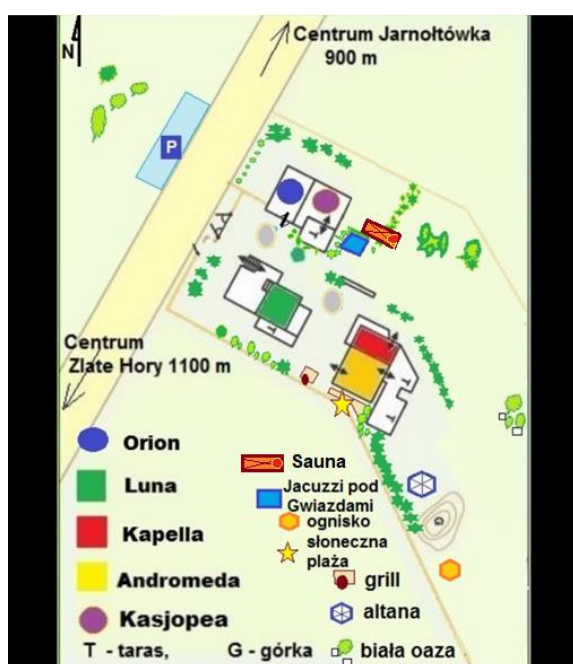 N
Centrum Jarnołtówka
900 m
P
T
T
T
Centrum
Zlate Hory 1100 m
G
Orion
Luna
Kapella
Andromeda
Kasjopea
T - taras, G - górka
Sauna
Jacuzzi pod
Gwiazdami
ognisko
słoneczna
plaża
grill
altana
biała oaza